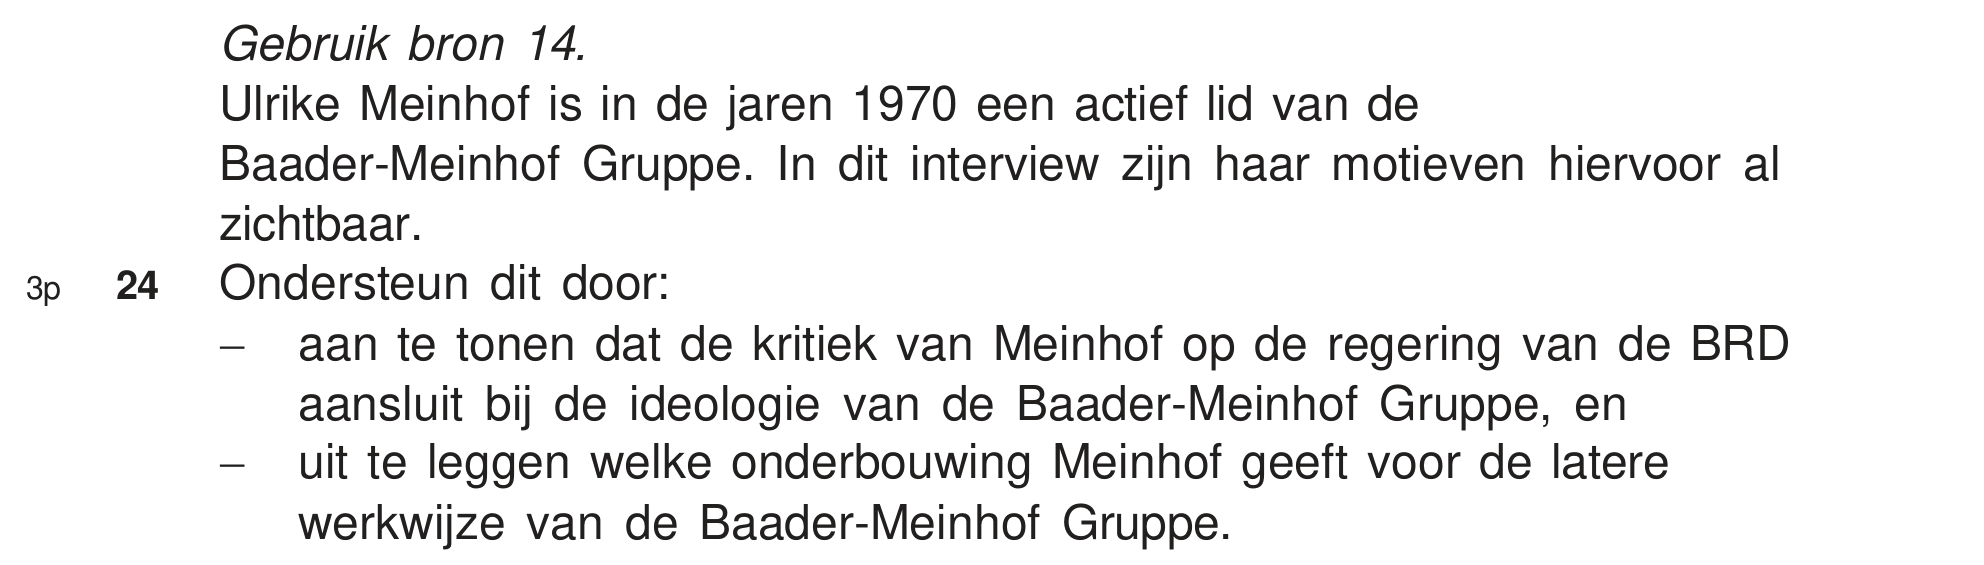 Gebruik bron 14.
Ulrike Meinhof is in de jaren 1970 een actief lid van de
Baader-Meinhof Gruppe. In dit interview zijn haar motieven hiervoor al
zichtbaar.
3p 24 Ondersteun dit door:
– aan te tonen dat de kritiek van Meinhof op de regering van de BRD
aansluit bij de ideologie van de Baader-Meinhof Gruppe, en
– uit te leggen welke onderbouwing Meinhof geeft voor de latere
werkwijze van de Baader-Meinhof Gruppe.